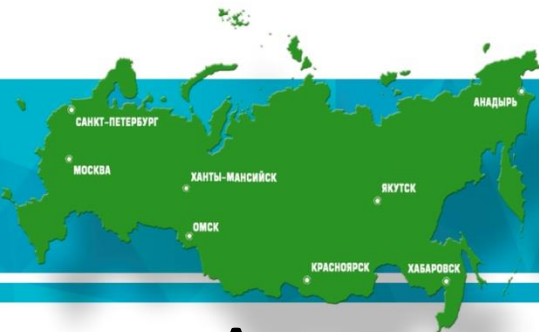 АНАДЫРЬ
САНКТ-ПЕТЕРБУРГ
МОСКВА
ХАНТЫ-МАНСИЙСК
ЯКУТСК
ОМСК
КРАСНОЯРСК
ХАБАРОВСК